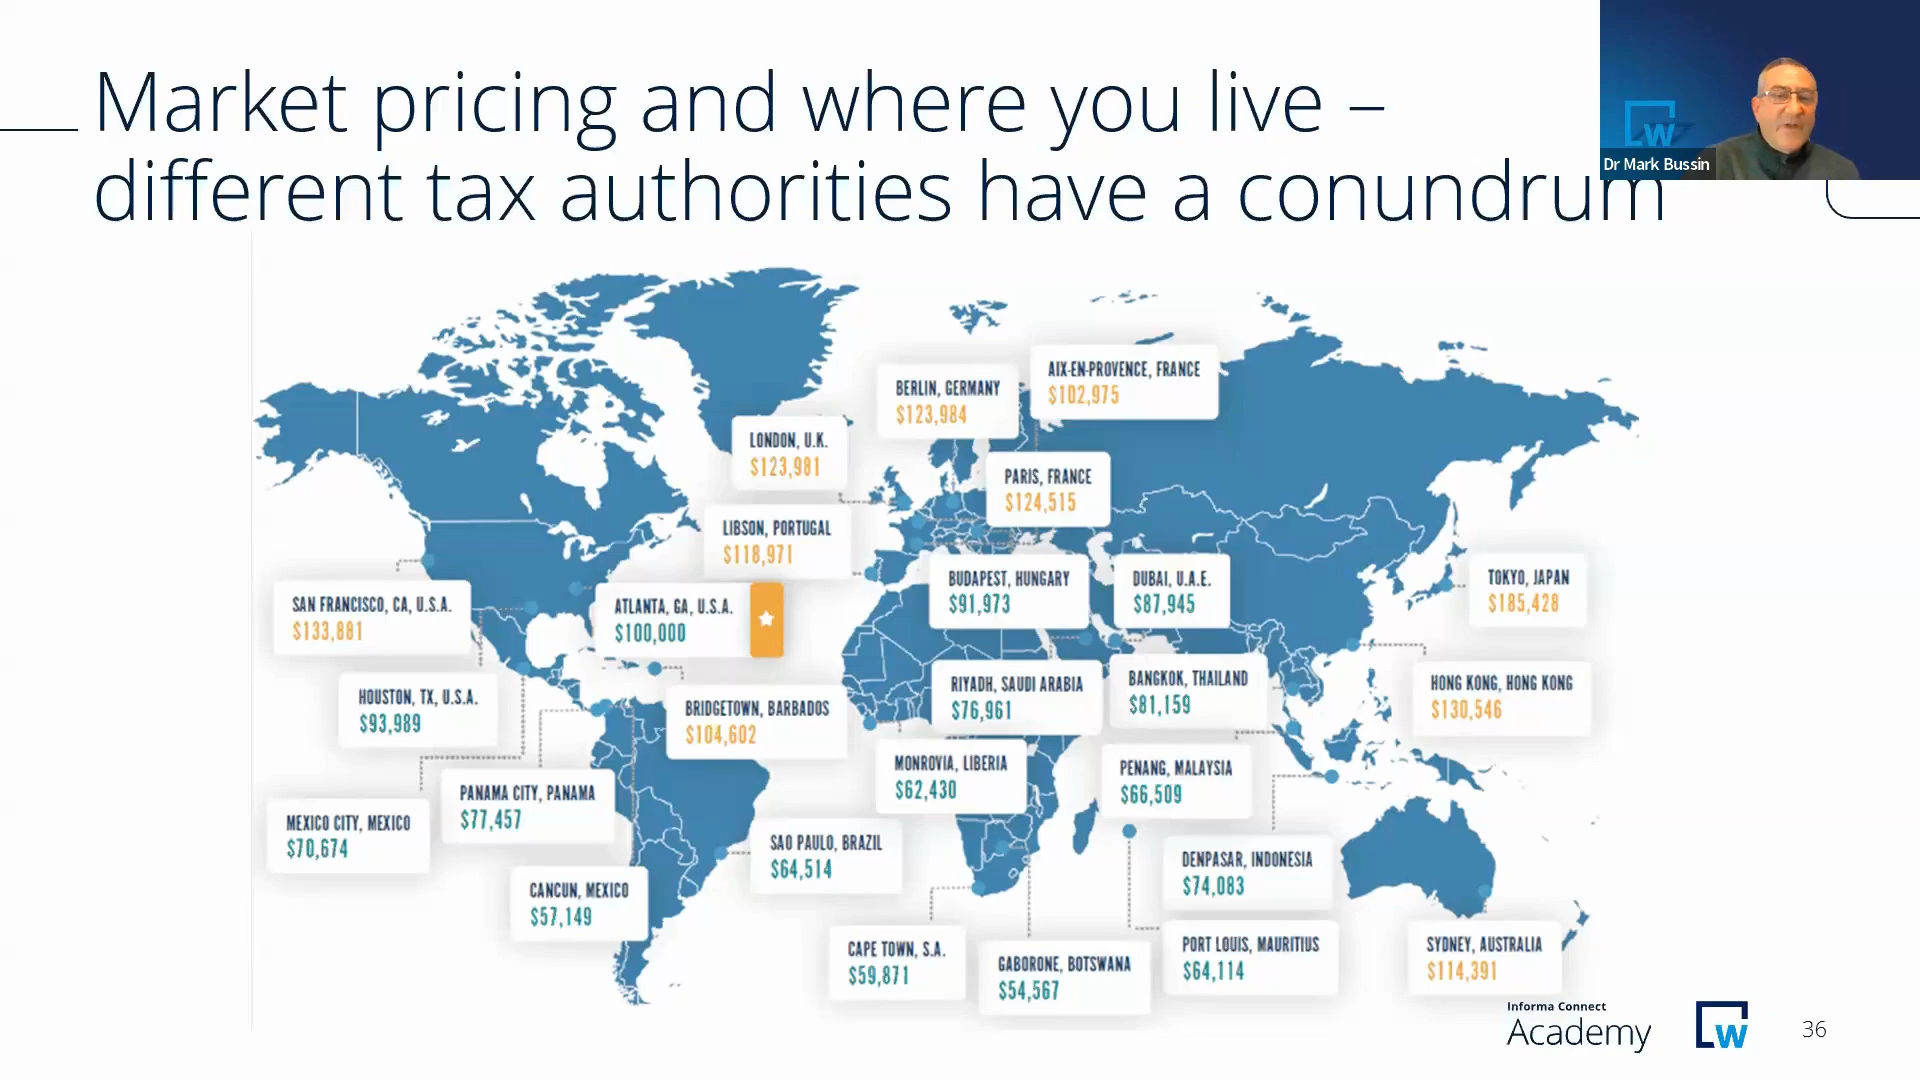 Market pricing and where you live –
different tax authorities have a conundrum
W
Dr Mark Bussin
AIX-EN-PROVENCE, FRANCE
$102,975
BERLIN, GERMANY
$123,984
LONDON, U.K.
$123,981
PARIS, FRANCE
$124,515
LIBSON, PORTUGAL
$118,971
BUDAPEST, HUNGARY
$91,973
DUBAI, U.A.E.
$87,945
TOKYO, JAPAN
$185,428
SAN FRANCISCO, CA, U.S.A.
$133,881
ATLANTA, GA, U.S.A.
$100,000
HOUSTON, TX, U.S.A.
$93,989
BRIDGETOWN, BARBADOS
$104,602
RIYADH, SAUDI ARABIA
$76,961
BANGKOK, THAILAND
$81,159
HONG KONG, HONG KONG
$130,546
MONROVIA, LIBERIA
$62,430
PENANG, MALAYSIA
$66,509
PANAMA CITY, PANAMA
$77,457
MEXICO CITY, MEXICO
$70,674
SAO PAULO, BRAZIL
$64,514
DENPASAR, INDONESIA
$74,083
CANCUN, MEXICO
$57,149
CAPE TOWN, S.A.
$59,871
GABORONE, BOTSWANA
$54,567
PORT LOUIS, MAURITIUS
$64,114
SYDNEY, AUSTRALIA
$114,391
Informa Connect
Academy
W
36